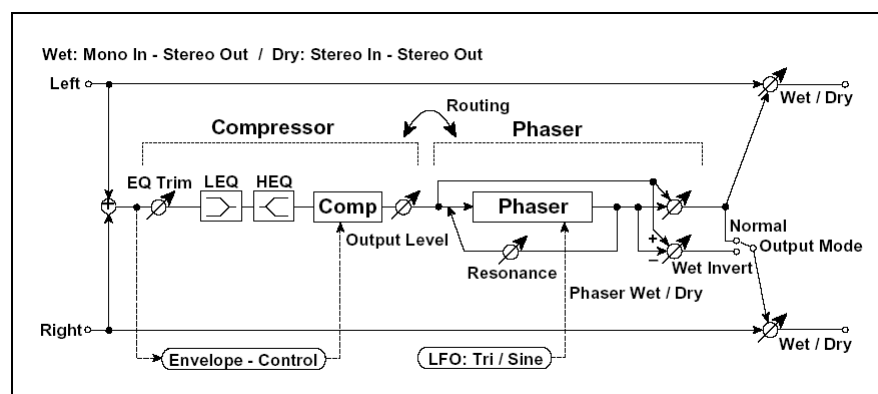 Wet: Mono In - Stereo Out / Dry: Stereo In - Stereo Out
Left
Wet / Dry
Routing
Compressor
Phaser
EQ Trim
LEQ
HEQ
Comp
Phaser
Output Level
Resonance
Normal
Output Mode
+
−
Wet Invert
Phaser Wet / Dry
Right
Wet / Dry
Envelope - Control
LFO: Tri / Sine